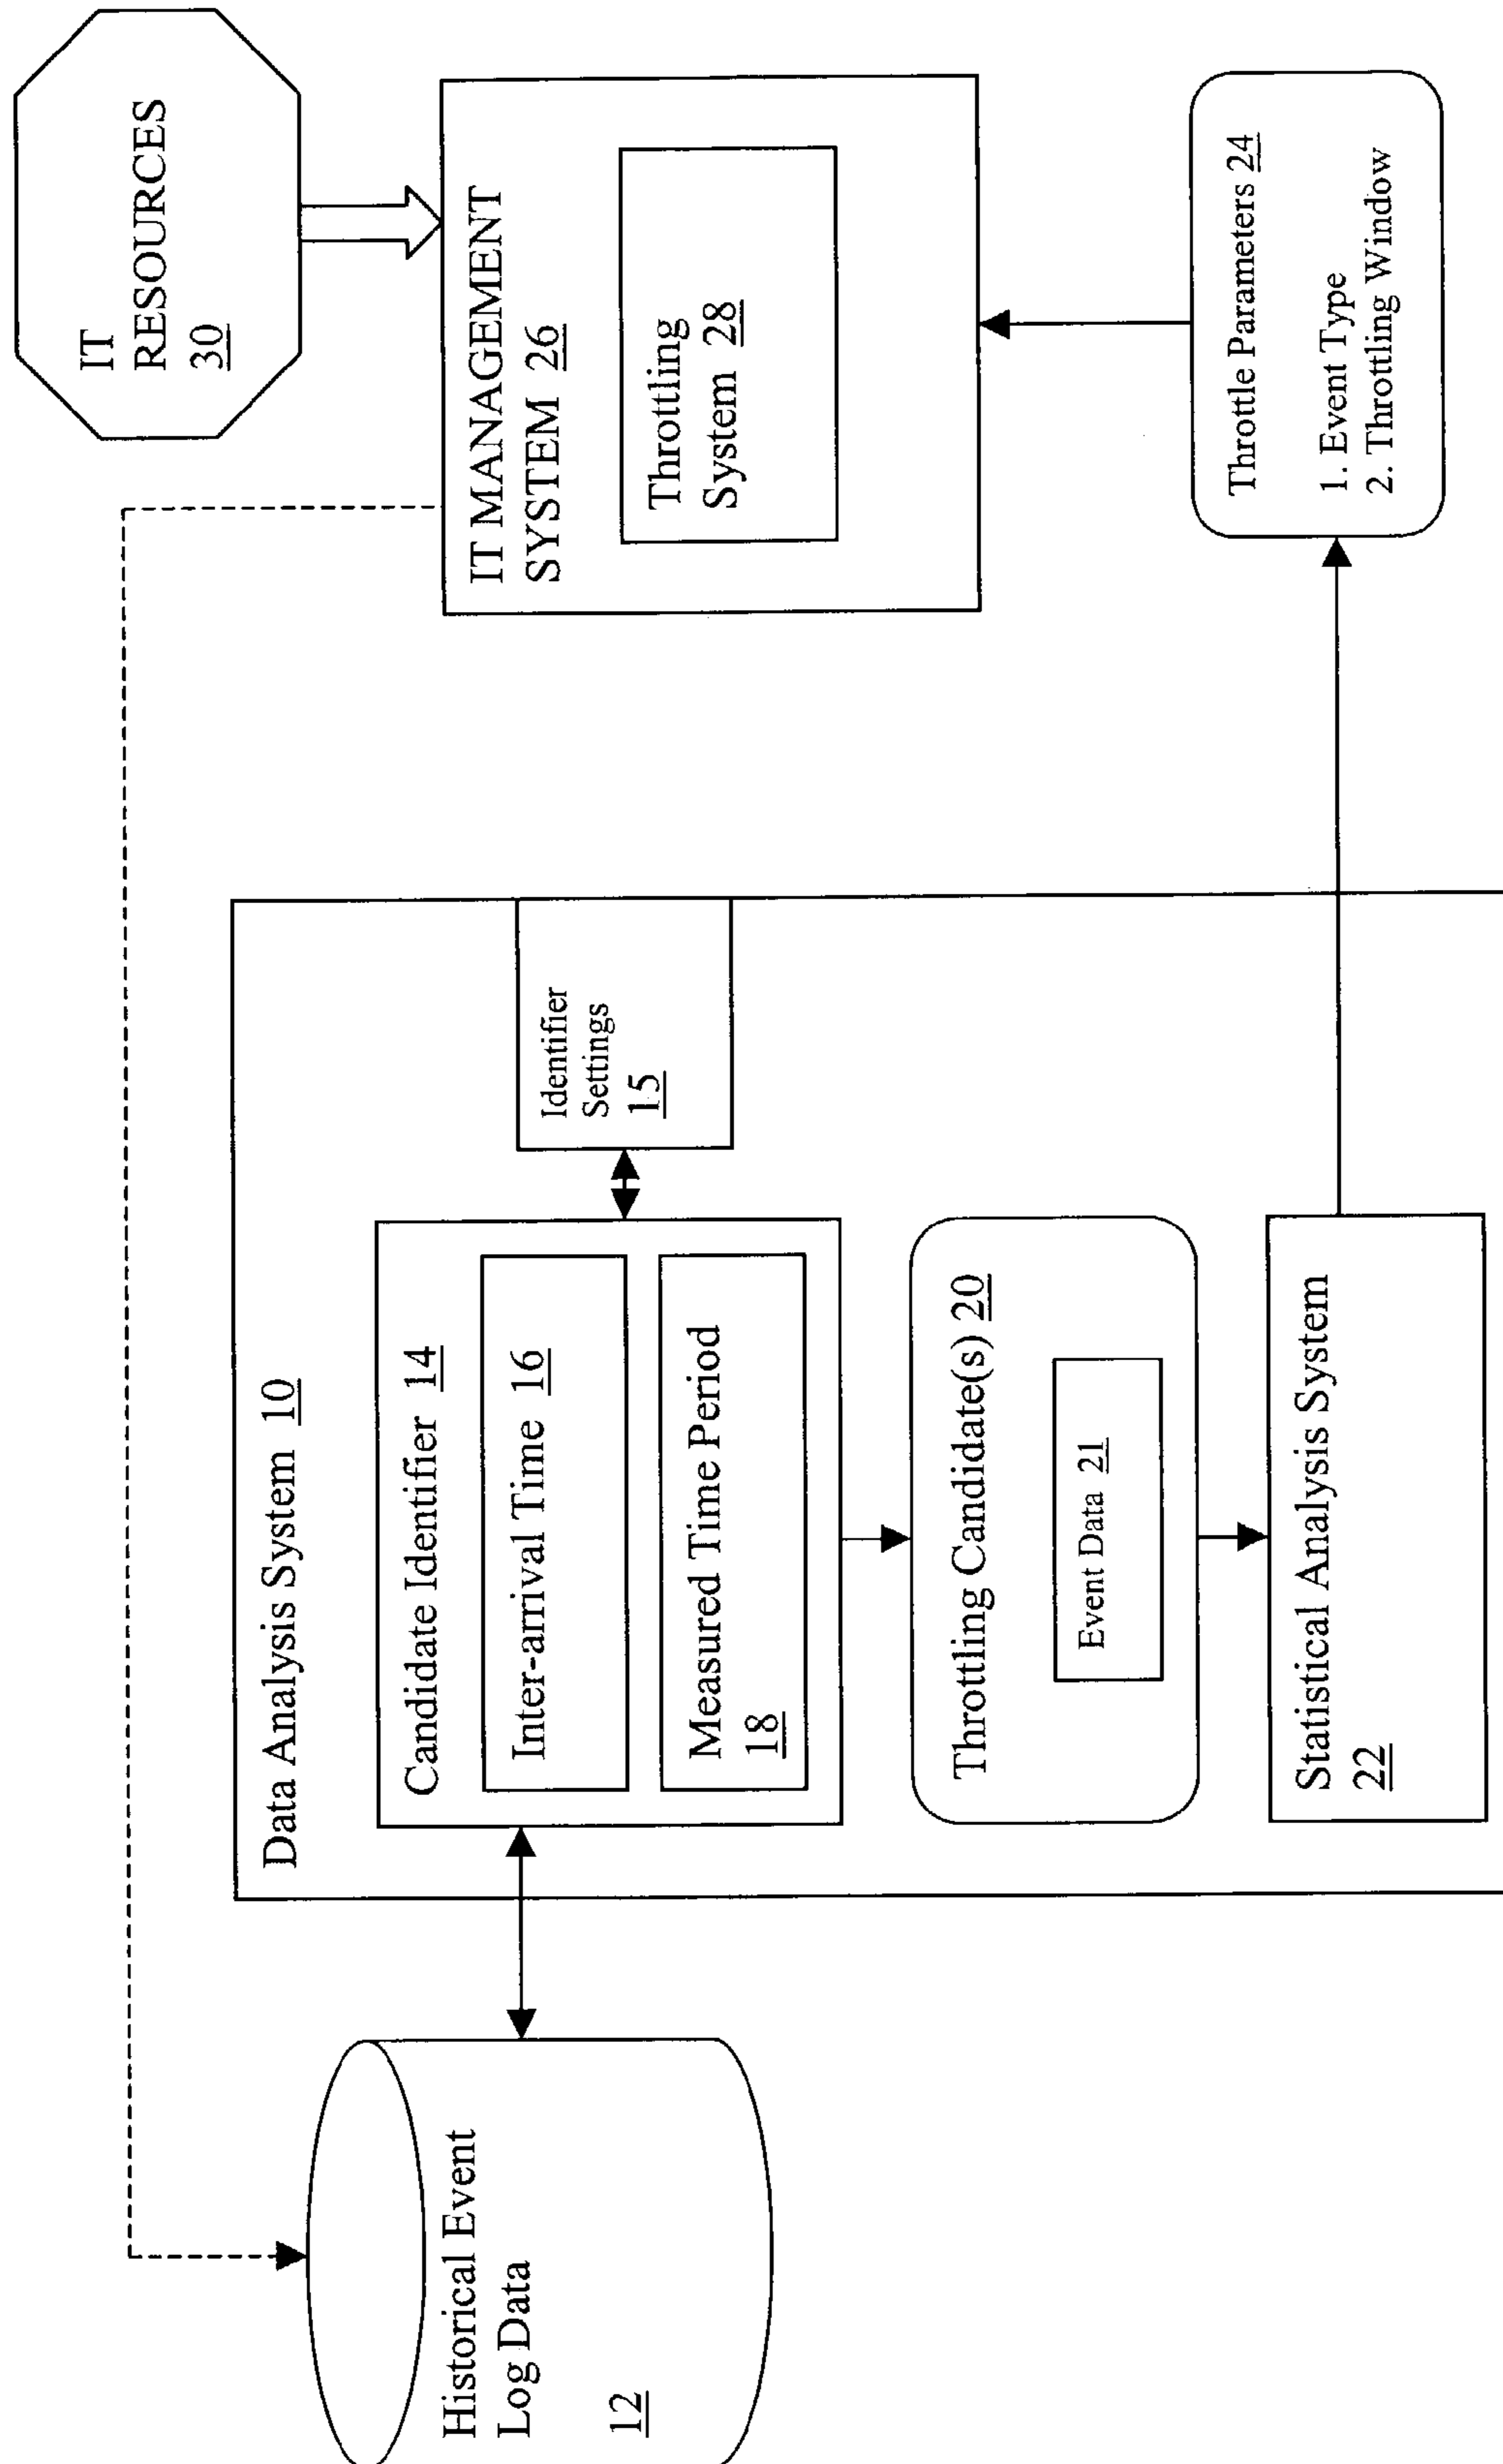 Historical Event
Log Data
12
Data Analysis System 10
Candidate Identifier 14
Inter-arrival Time 16
Measured Time Period
18
Identifier
Settings
15
Throttling Candidate(s) 20
Event Data 21
Statistical Analysis System
22
IT
RESOURCES
30
IT MANAGEMENT
SYSTEM 26
Throttling
System 28
Throttle Parameters 24
1. Event Type
2. Throttling Window